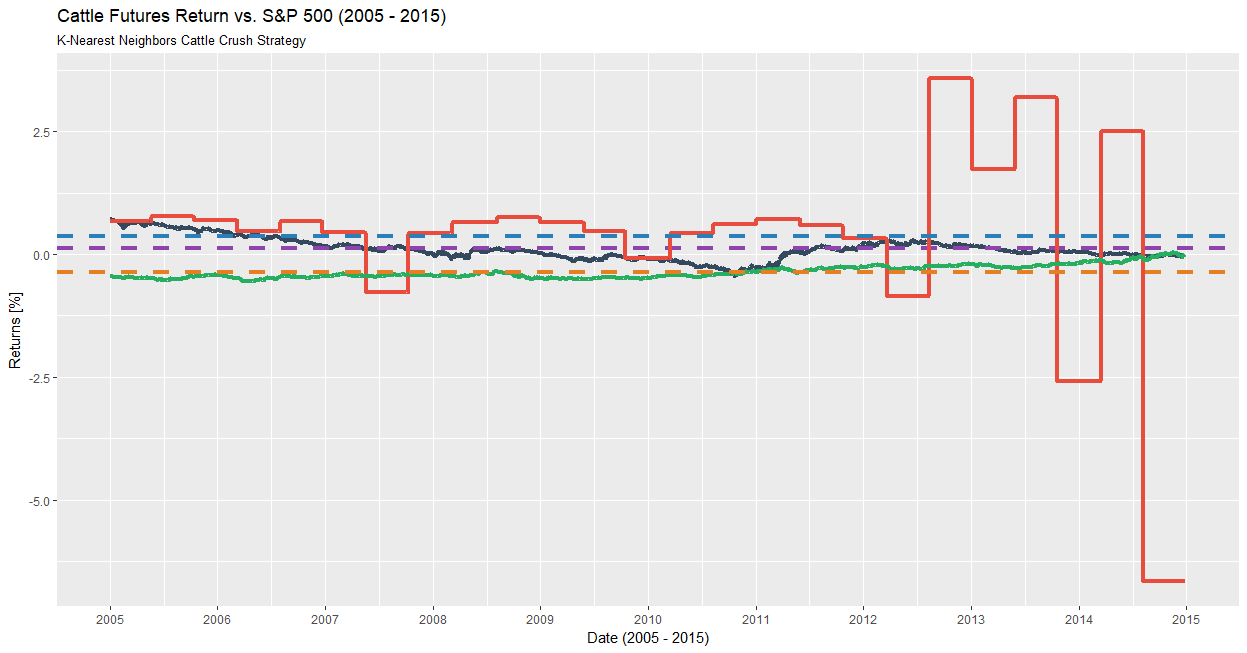 Cattle Futures Return vs. S&P 500 (2005 - 2015)
K-Nearest Neighbors Cattle Crush Strategy
Returns [%]
2.5
0.0
-2.5
-5.0
2005 2006 2007 2008 2009 2010 2011 2012 2013 2014 2015
Date (2005 - 2015)